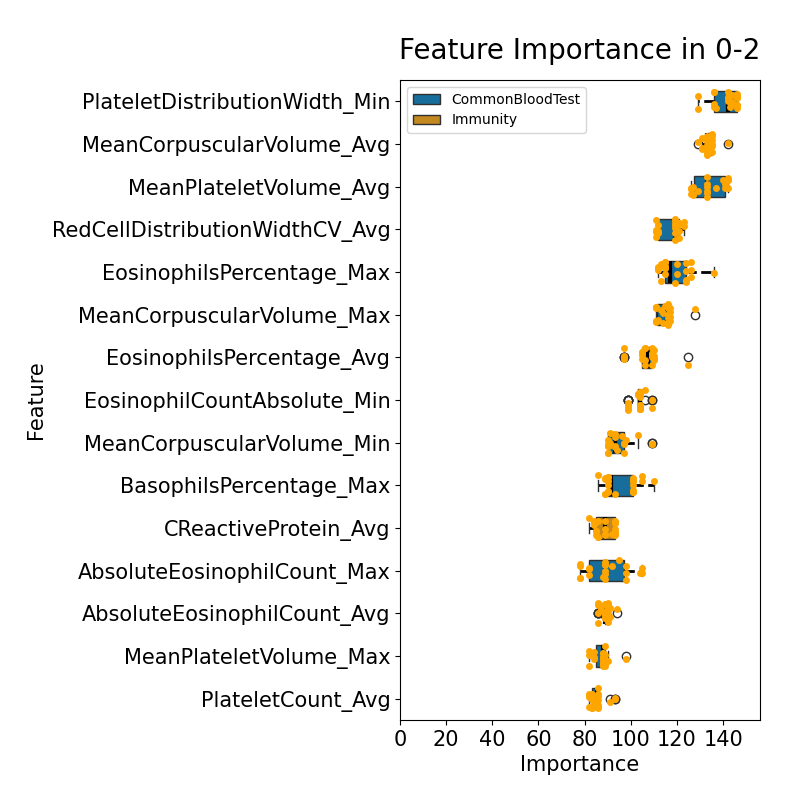 Feature Importance in 0-2
CommonBloodTest
Immunity
PlateletDistributionWidth_Min
MeanCorpuscularVolume_Avg
MeanPlateletVolume_Avg
RedCellDistributionWidthCV_Avg
EosinophilsPercentage_Max
MeanCorpuscularVolume_Max
EosinophilsPercentage_Avg
EosinophilCountAbsolute_Min
MeanCorpuscularVolume_Min
BasophilsPercentage_Max
CReactiveProtein_Avg
AbsoluteEosinophilCount_Max
AbsoluteEosinophilCount_Avg
MeanPlateletVolume_Max
PlateletCount_Avg
Feature
0 20 40 60 80 100 120 140
Importance